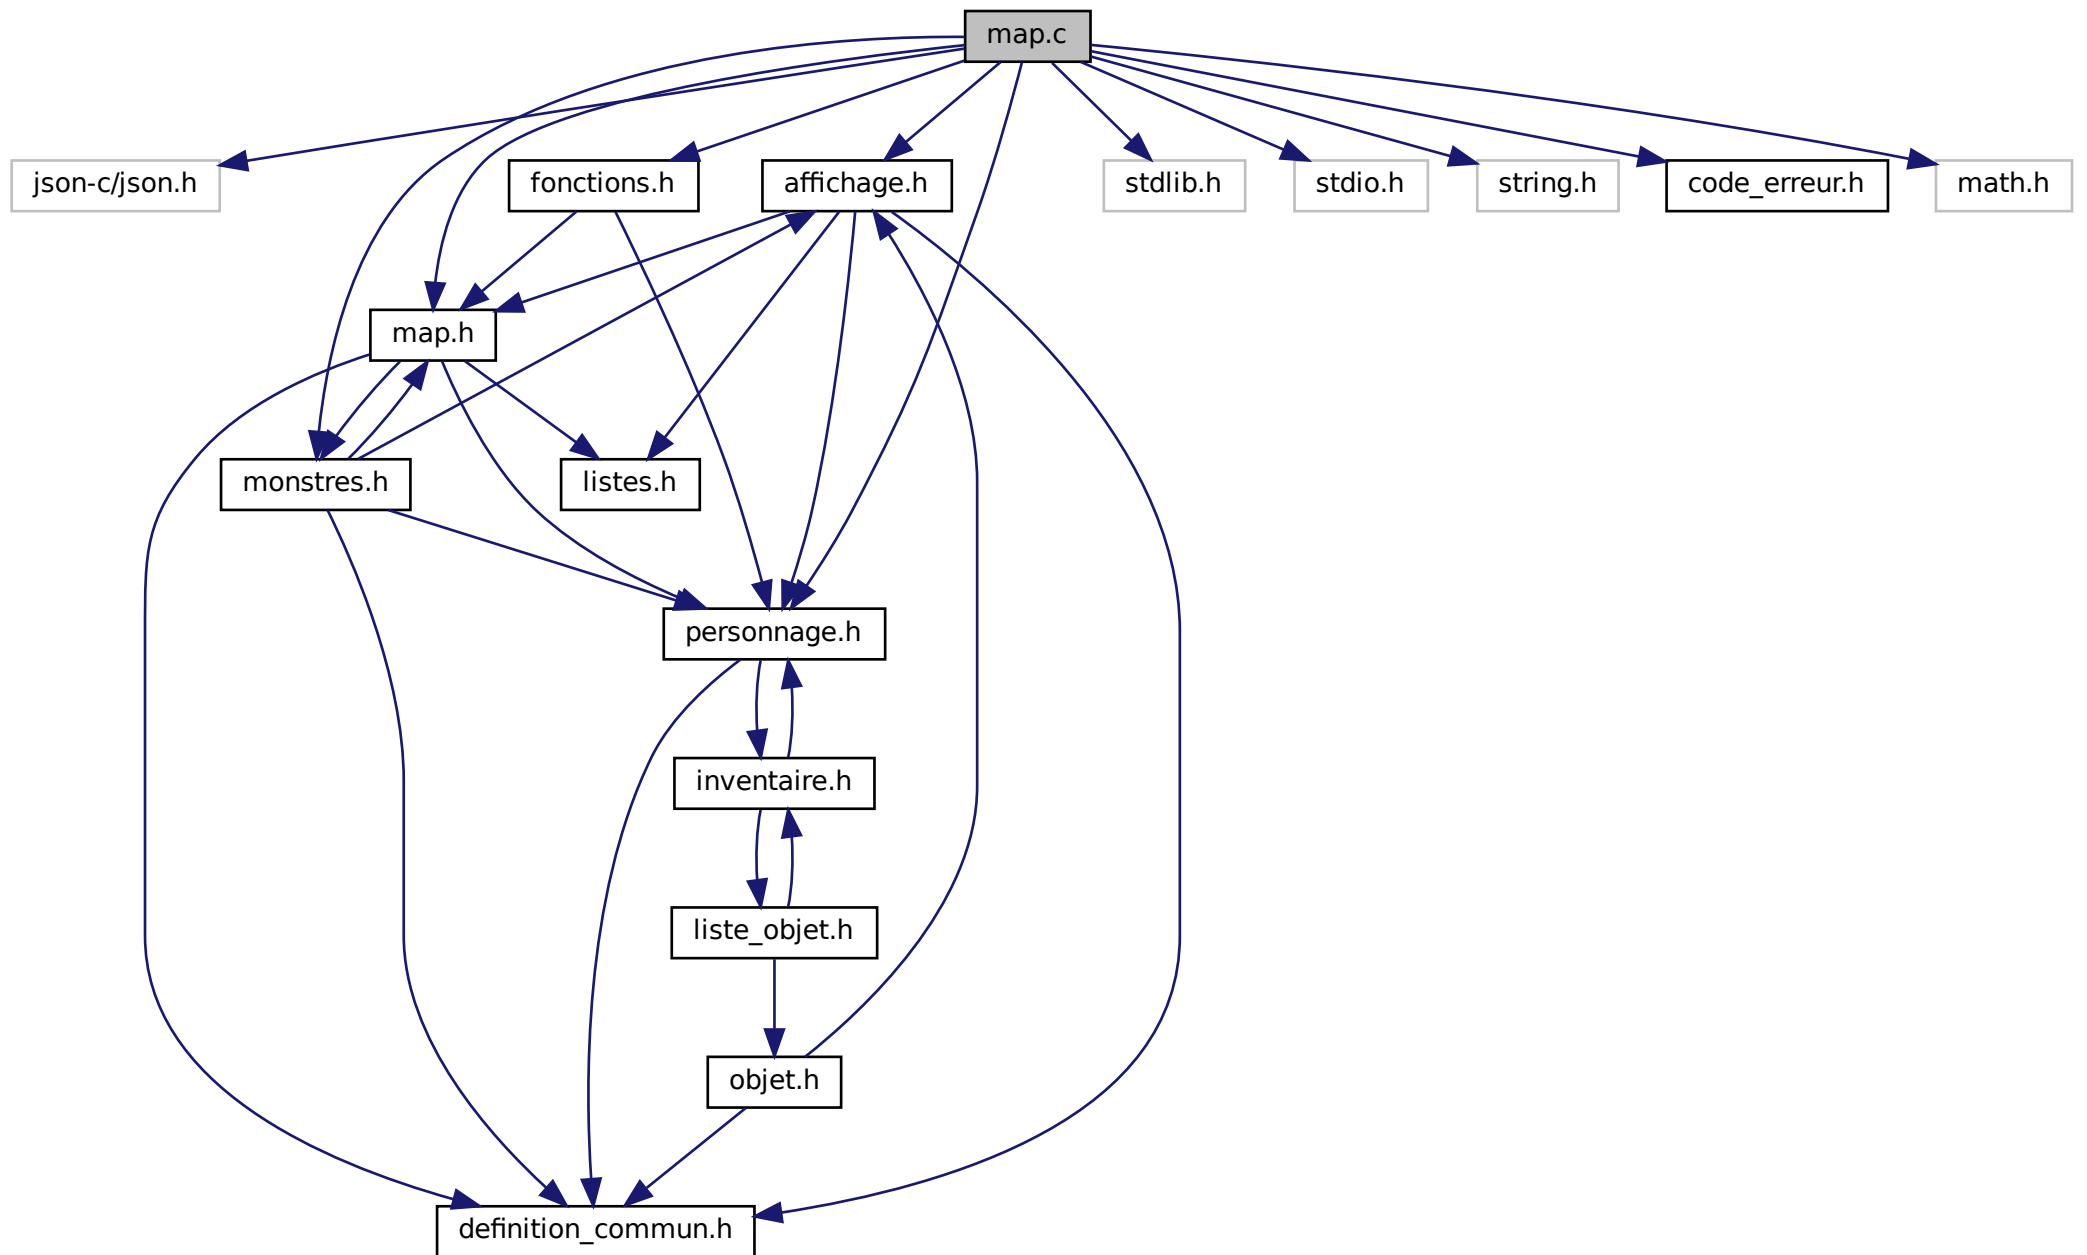 map.c
json-c/json.h
fonctions.h
affichage.h
stdlib.h
stdio.h
string.h
code_erreur.h
math.h
map.h
monstres.h
listes.h
personnage.h
inventaire.h
liste_objet.h
objet.h
definition_commun.h